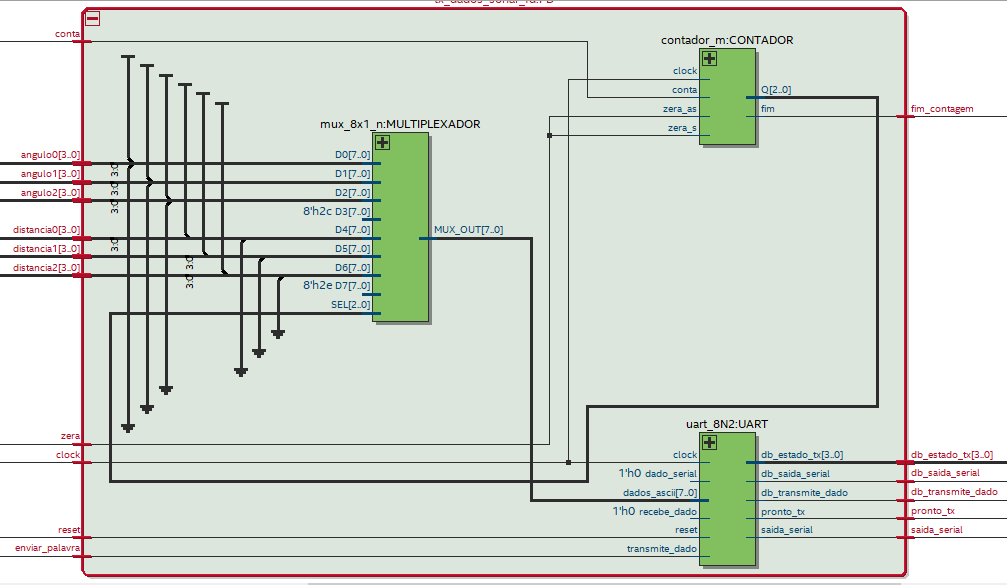 tx_dados_sonar_fd:FD
conta
contador_m:CONTADOR
clock
conta
zera_as
zera_s
Q[2..0]
fim
fim_contagem
mux_8x1_n:MULTIPLEXADOR
angulo0[3..0]
angulo1[3..0]
angulo2[3..0]
distancia0[3..0]
distancia1[3..0]
distancia2[3..0]
3:0
3:0
3:0
3:0
3:0
3:0
D0[7..0]
D1[7..0]
D2[7..0]
8'h2c D3[7..0]
D4[7..0]
D5[7..0]
D6[7..0]
8'h2e D7[7..0]
SEL[2..0]
MUX_OUT[7..0]
zera
clock
reset
enviar_palavra
uart_8N2:UART
clock
1'h0 dado_serial
dados_ascii[7..0]
1'h0 recebe_dado
reset
transmite_dado
db_estado_tx[3..0]
db_saida_serial
db_transmite_dado
pronto_tx
saida_serial
db_estado_tx[3..0]
db_saida_serial
db_transmite_dado
pronto_tx
saida_serial